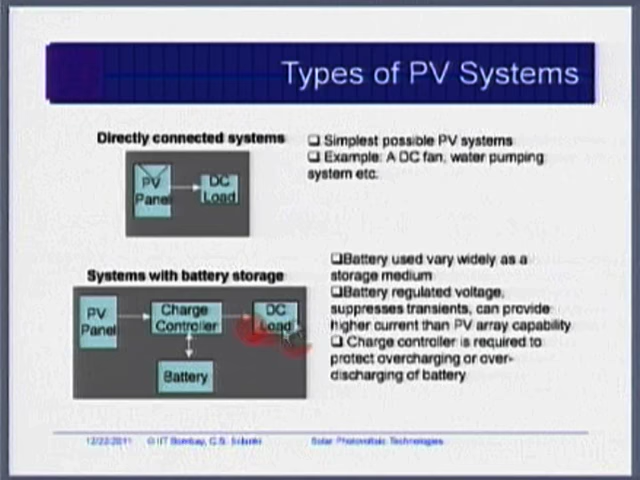 Types of PV Systems
Directly connected systems
❑ Simplest possible PV systems
❑ Example: A DC fan, water pumping
system etc.
PV
Panel
DC
Load
Systems with battery storage
❑Battery used vary widely as a
storage medium
❑Battery regulated voltage,
suppresses transients, can provide
higher current than PV array capability
❑ Charge controller is required to
protect overcharging or over-
discharging of battery
PV
Panel
Charge
Controller
DC
Load
Battery
12/22/2011 © IIT Bombay, C.S. Solanki Solar Photovoltaic Technologies